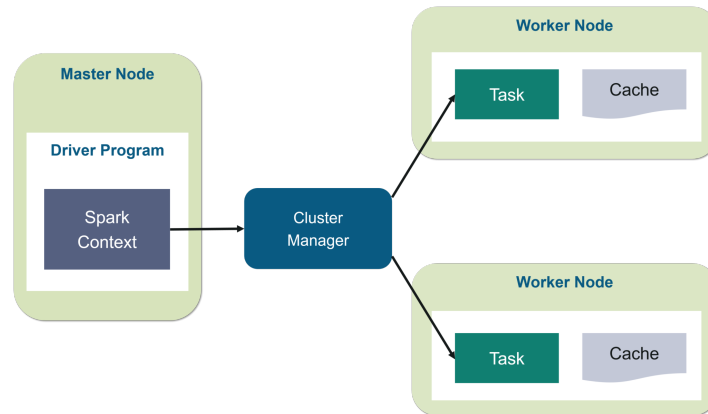 Master Node
Driver Program
Spark
Context
Cluster
Manager
Worker Node
Task
Cache
Worker Node
Task
Cache